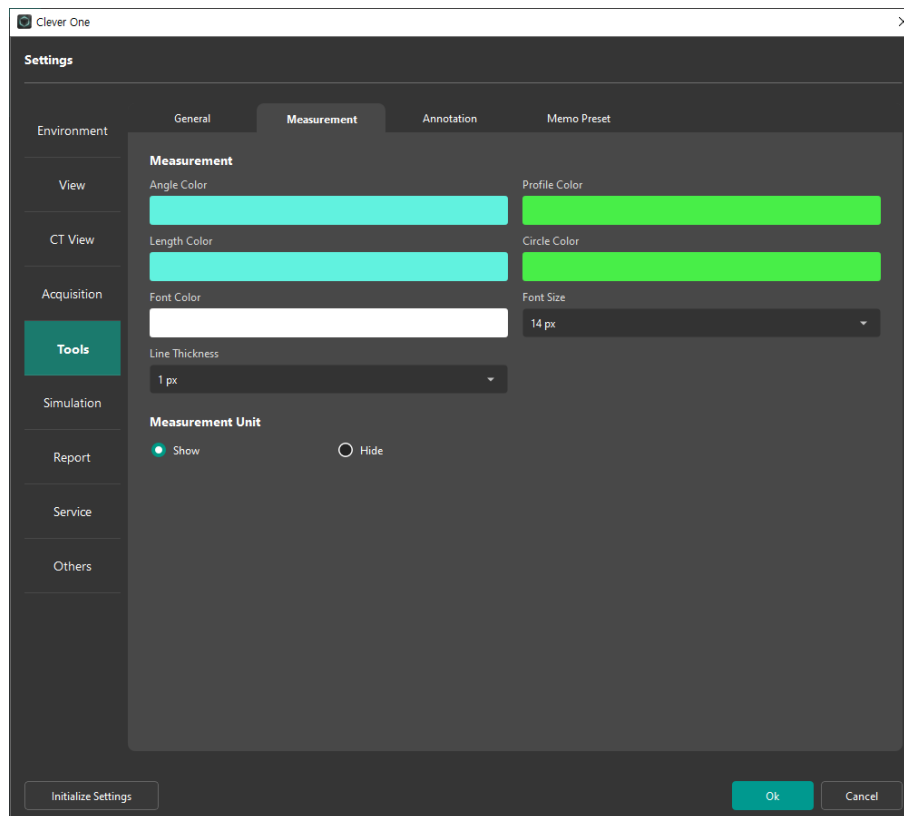 Clever One
Settings
Environment
View
CT View
Acquisition
Tools
Simulation
Report
Service
Others
General Measurement Annotation Memo Preset
Measurement
Angle Color Profile Color
Length Color Circle Color
Font Color Font Size
14 px
Line Thickness
1 px
Measurement Unit
Show Hide
Initialize Settings Ok Cancel